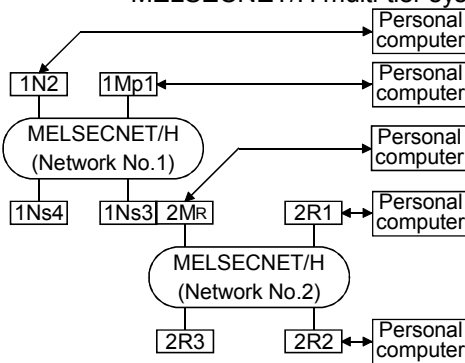 Personal
computer
1N2
1Mp1
Personal
computer
MELSECNET/H
(Network No.1)
Personal
computer
1Ns4
1Ns3
2MR
2R1
Personal
computer
MELSECNET/H
(Network No.2)
2R3
2R2
Personal
computer